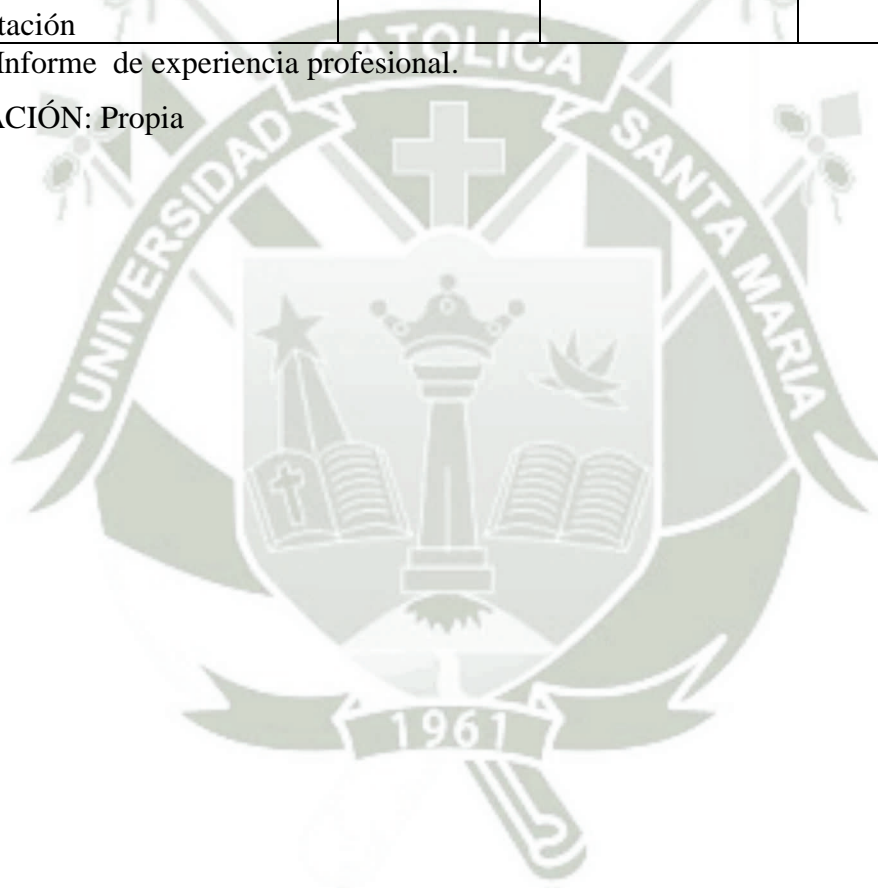 tación
Informe de experiencia profesional.
ACIÓN: Propia
UNIVERSIDAD CATOLICA SANTA MARIA
1961